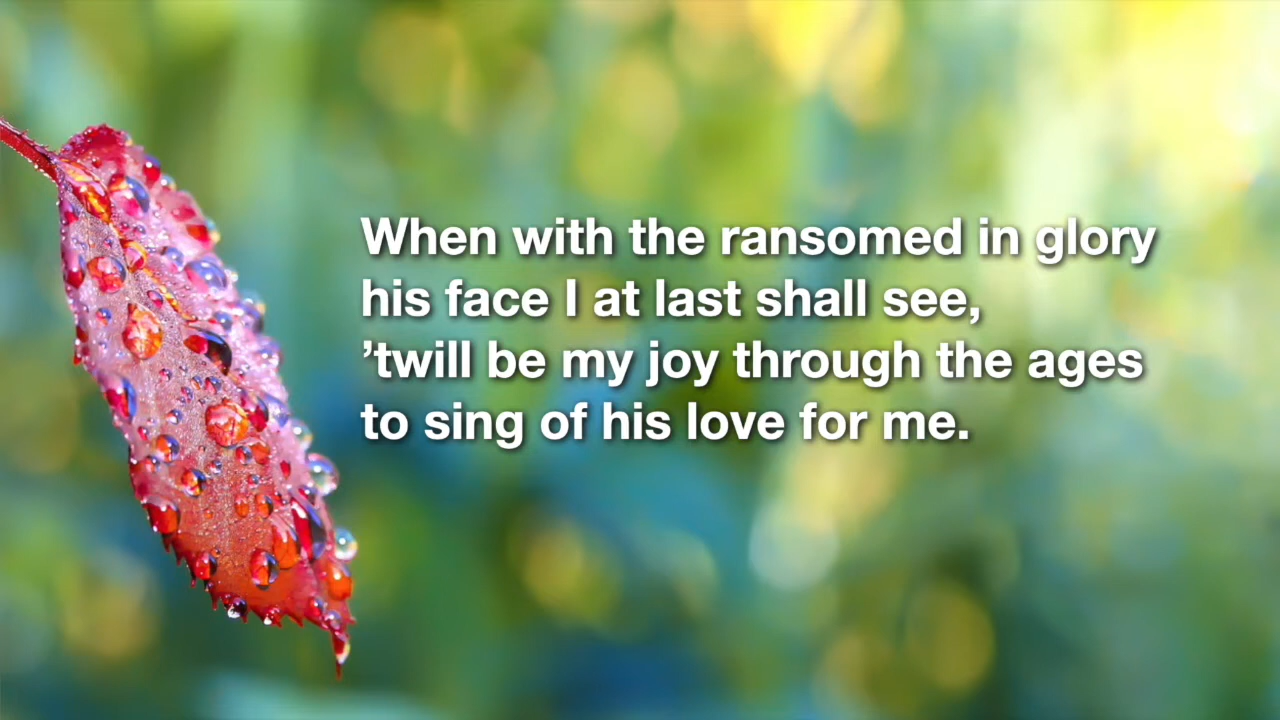 When with the ransomed in glory
his face I at last shall see,
’twill be my joy through the ages
to sing of his love for me.